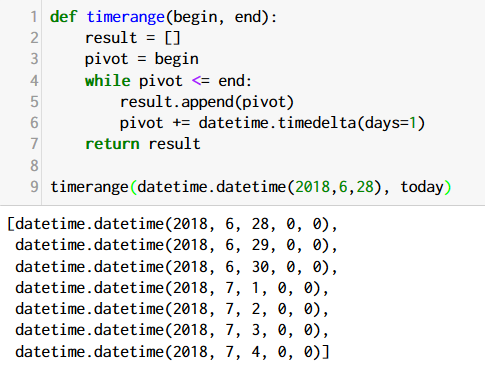 1 def timerange(begin, end):
2     result = []
3     pivot = begin
4     while pivot <= end:
5         result.append(pivot)
6         pivot += datetime.timedelta(days=1)
7     return result
8
9 timerange(datetime.datetime(2018,6,28), today)
[datetime.datetime(2018, 6, 28, 0, 0),
 datetime.datetime(2018, 6, 29, 0, 0),
 datetime.datetime(2018, 6, 30, 0, 0),
 datetime.datetime(2018, 7, 1, 0, 0),
 datetime.datetime(2018, 7, 2, 0, 0),
 datetime.datetime(2018, 7, 3, 0, 0),
 datetime.datetime(2018, 7, 4, 0, 0)]